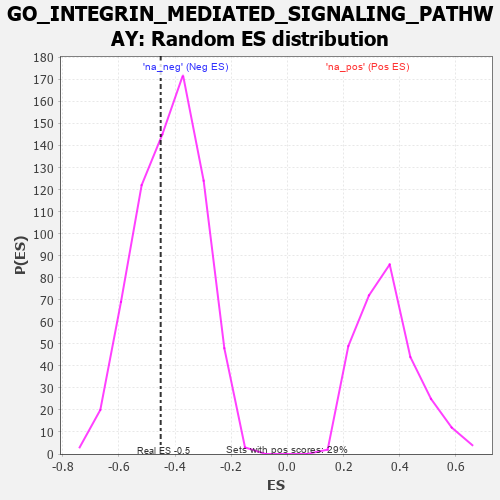 GO_INTEGRIN_MEDIATED_SIGNALING_PATHW
AY: Random ES distribution
'na_neg' (Neg ES)
'na_pos' (Pos ES)
180
170
160
150
140
130
120
110
100
90
80
70
60
50
40
30
20
10
0
P(ES)
Real ES -0.5
Sets with pos scores: 29%
-0.8 -0.6 -0.4 -0.2 0.0 0.2 0.4 0.6
ES